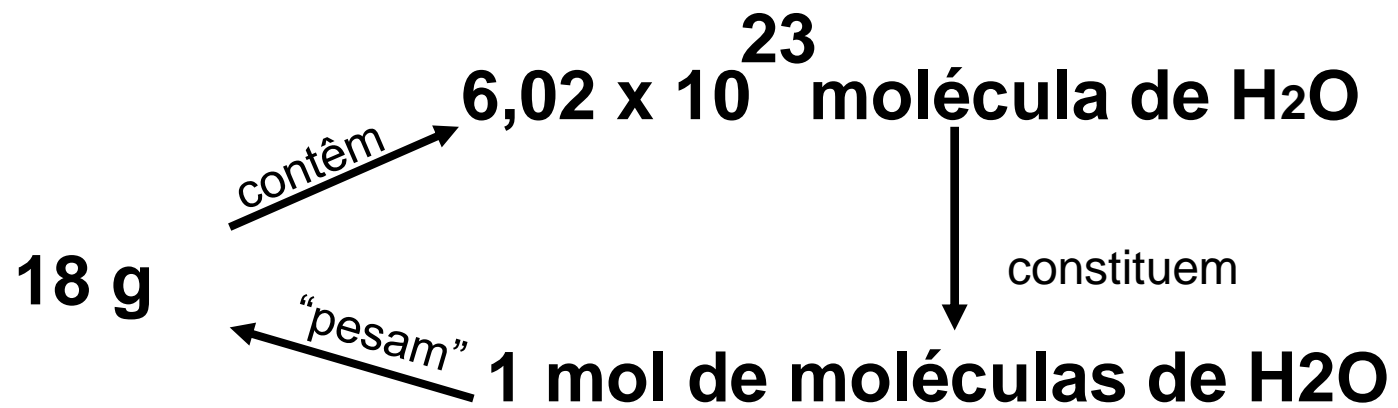 23
6,02 x 10 molécula de H2O
contêm
18 g
constituem
“pesam”
1 mol de moléculas de H2O